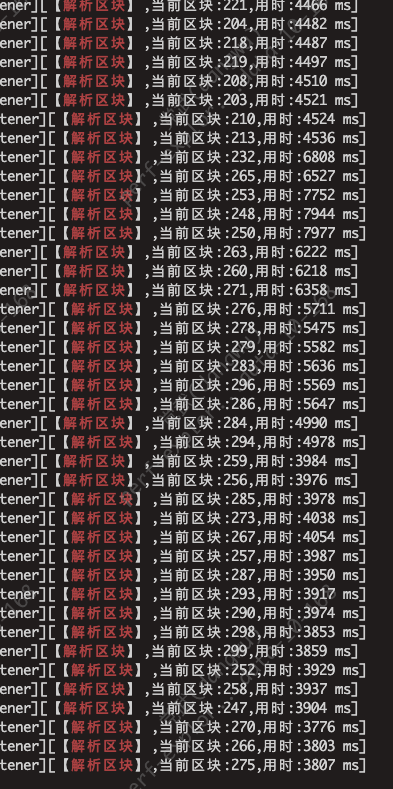 ener][【解析区块】,当前区块:221,用时:4466 ms]
ener][【解析区块】,当前区块:204,用时:4482 ms]
ener][【解析区块】,当前区块:218,用时:4487 ms]
ener][【解析区块】,当前区块:219,用时:4497 ms]
ener][【解析区块】,当前区块:208,用时:4510 ms]
ener][【解析区块】,当前区块:203,用时:4521 ms]
tener][【解析区块】,当前区块:210,用时:4524 ms]
tener][【解析区块】,当前区块:213,用时:4536 ms]
tener][【解析区块】,当前区块:232,用时:6808 ms]
tener][【解析区块】,当前区块:265,用时:6527 ms]
tener][【解析区块】,当前区块:253,用时:7752 ms]
tener][【解析区块】,当前区块:248,用时:7944 ms]
tener][【解析区块】,当前区块:250,用时:7977 ms]
ener][【解析区块】,当前区块:263,用时:6222 ms]
ener][【解析区块】,当前区块:260,用时:6218 ms]
ener][【解析区块】,当前区块:271,用时:6358 ms]
tener][【解析区块】,当前区块:276,用时:5711 ms]
tener][【解析区块】,当前区块:278,用时:5475 ms]
tener][【解析区块】,当前区块:277,用时:5582 ms]
tener][【解析区块】,当前区块:283,用时:5636 ms]
tener][【解析区块】,当前区块:296,用时:5569 ms]
tener][【解析区块】,当前区块:286,用时:5647 ms]
tener][【解析区块】,当前区块:284,用时:4990 ms]
tener][【解析区块】,当前区块:294,用时:4978 ms]
ener][【解析区块】,当前区块:259,用时:3984 ms]
ener][【解析区块】,当前区块:256,用时:3976 ms]
tener][【解析区块】,当前区块:285,用时:3978 ms]
tener][【解析区块】,当前区块:273,用时:4038 ms]
tener][【解析区块】,当前区块:267,用时:4054 ms]
tener][【解析区块】,当前区块:257,用时:3987 ms]
tener][【解析区块】,当前区块:287,用时:3950 ms]
tener][【解析区块】,当前区块:293,用时:3917 ms]
tener][【解析区块】,当前区块:290,用时:3974 ms]
tener][【解析区块】,当前区块:298,用时:3853 ms]
ener][【解析区块】,当前区块:299,用时:3859 ms]
ener][【解析区块】,当前区块:252,用时:3929 ms]
ener][【解析区块】,当前区块:258,用时:3937 ms]
ener][【解析区块】,当前区块:247,用时:3904 ms]
tener][【解析区块】,当前区块:270,用时:3776 ms]
tener][【解析区块】,当前区块:266,用时:3803 ms]
tener][【解析区块】,当前区块:275,用时:3807 ms]